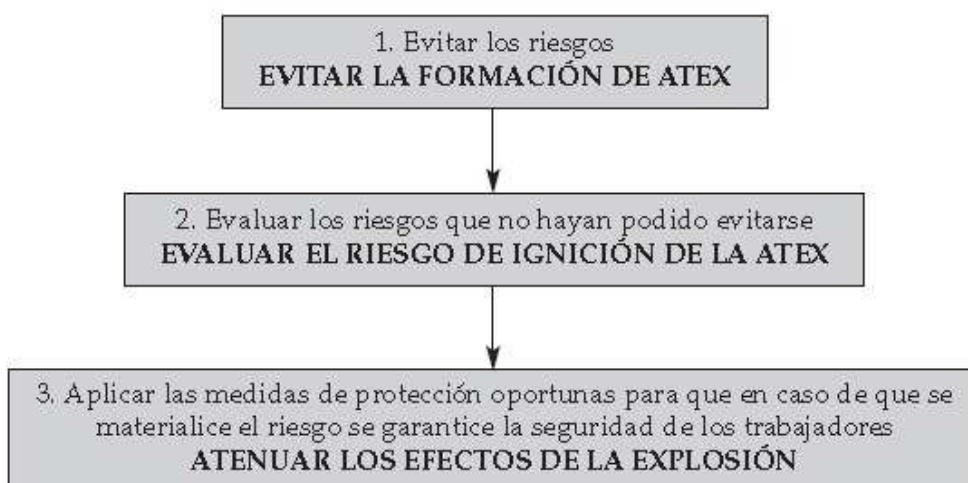 1. Evitar los riesgos
EVITAR LA FORMACIÓN DE ATEX
2. Evaluar los riesgos que no hayan podido evitarse
EVALUAR EL RIESGO DE IGNICIÓN DE LA ATEX
3. Aplicar las medidas de protección oportunas para que en caso de que se
materialice el riesgo se garantice la seguridad de los trabajadores
ATENUAR LOS EFECTOS DE LA EXPLOSIÓN